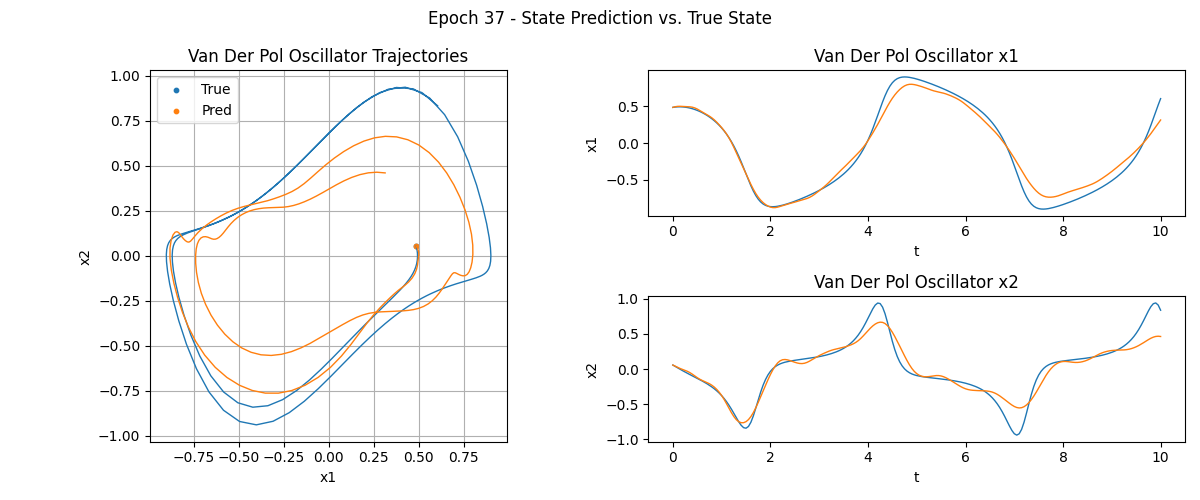 Epoch 37 - State Prediction vs. True State
Van Der Pol Oscillator Trajectories
True
Pred
1.00
0.75
0.50
0.25
0.00
−0.25
−0.50
−0.75
−1.00
x2
−0.75 −0.50 −0.25 0.00 0.25 0.50 0.75
x1
Van Der Pol Oscillator x1
0.5
0.0
−0.5
x1
0 2 4 6 8 10
t
Van Der Pol Oscillator x2
1.0
0.5
0.0
−0.5
−1.0
x2
0 2 4 6 8 10
t